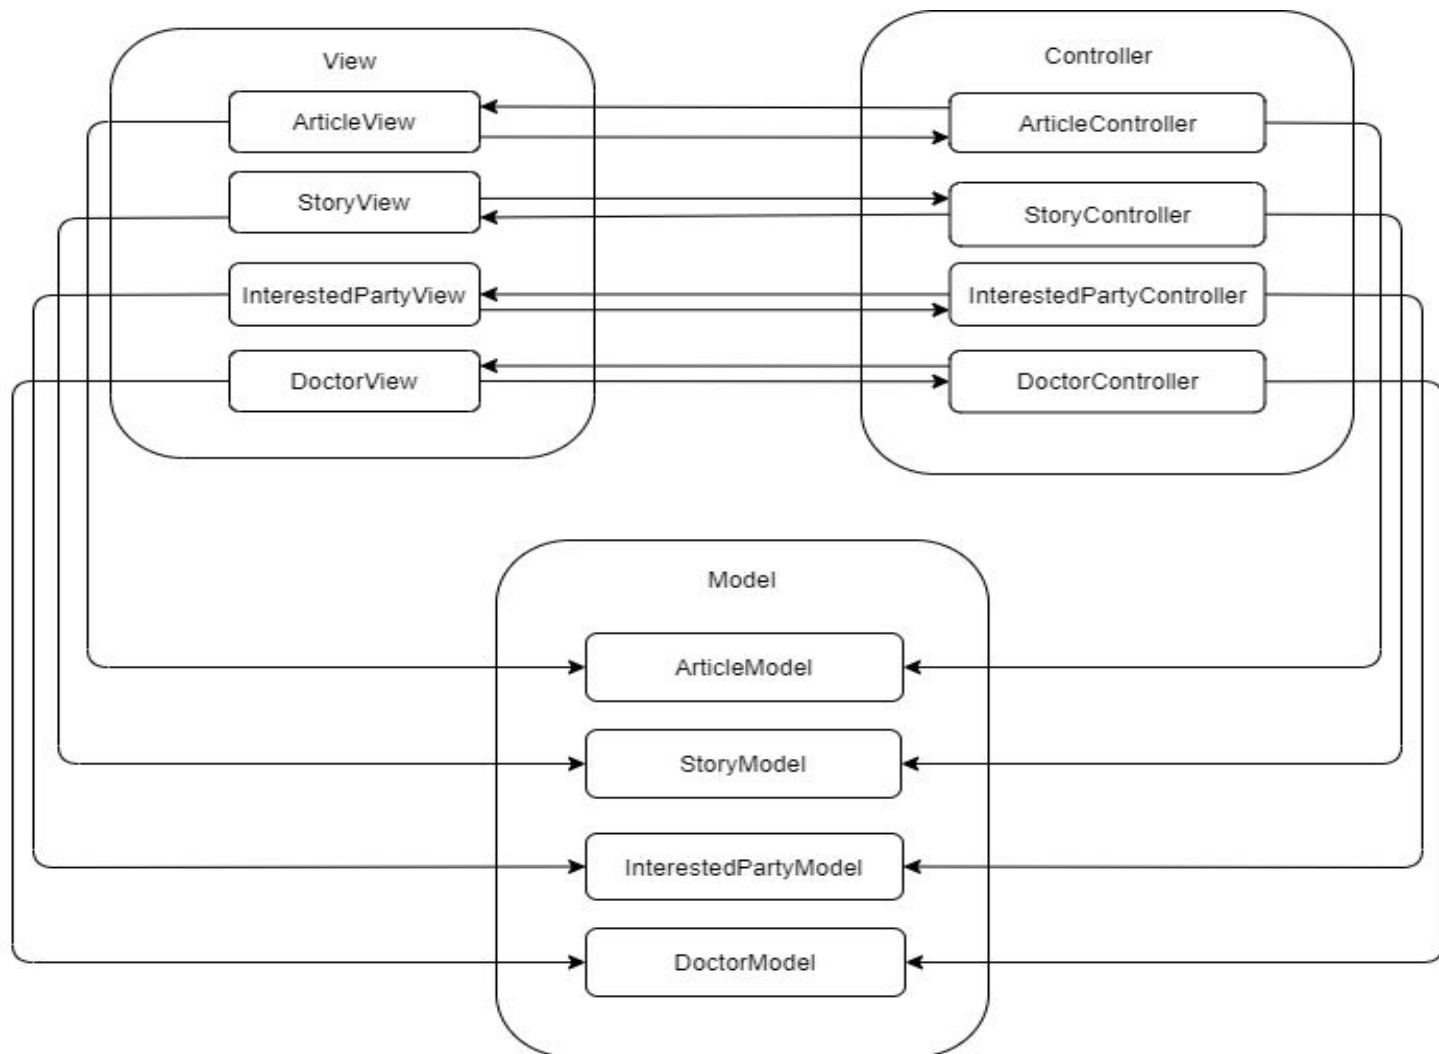 View
ArticleView
StoryView
InterestedPartyView
DoctorView
Controller
ArticleController
StoryController
InterestedPartyController
DoctorController
Model
ArticleModel
StoryModel
InterestedPartyModel
DoctorModel